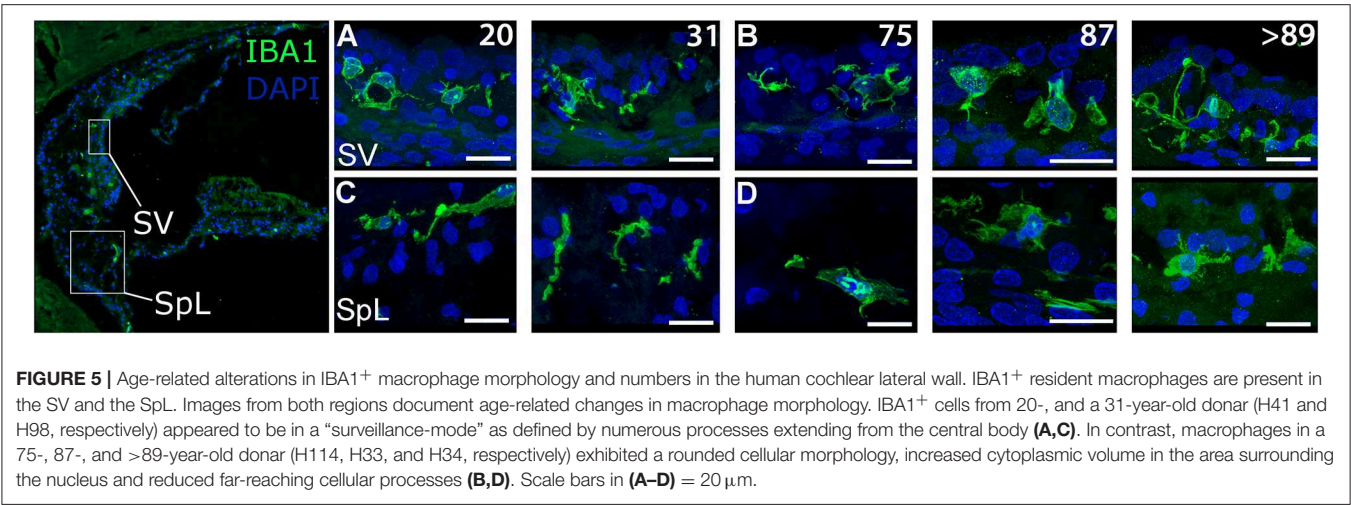 IBA1
DAPI
SV
SpL
A 20
31
B 75
87
>89
SV
C
D
SpL
FIGURE 5 | Age-related alterations in IBA1+ macrophage morphology and numbers in the human cochlear lateral wall. IBA1+ resident macrophages are present in
the SV and the SpL. Images from both regions document age-related changes in macrophage morphology. IBA1+ cells from 20-, and a 31-year-old donar (H41 and
H98, respectively) appeared to be in a “surveillance-mode” as defined by numerous processes extending from the central body (A,C). In contrast, macrophages in a
75-, 87-, and >89-year-old donar (H114, H33, and H34, respectively) exhibited a rounded cellular morphology, increased cytoplasmic volume in the area surrounding
the nucleus and reduced far-reaching cellular processes (B,D). Scale bars in (A–D) = 20 μm.